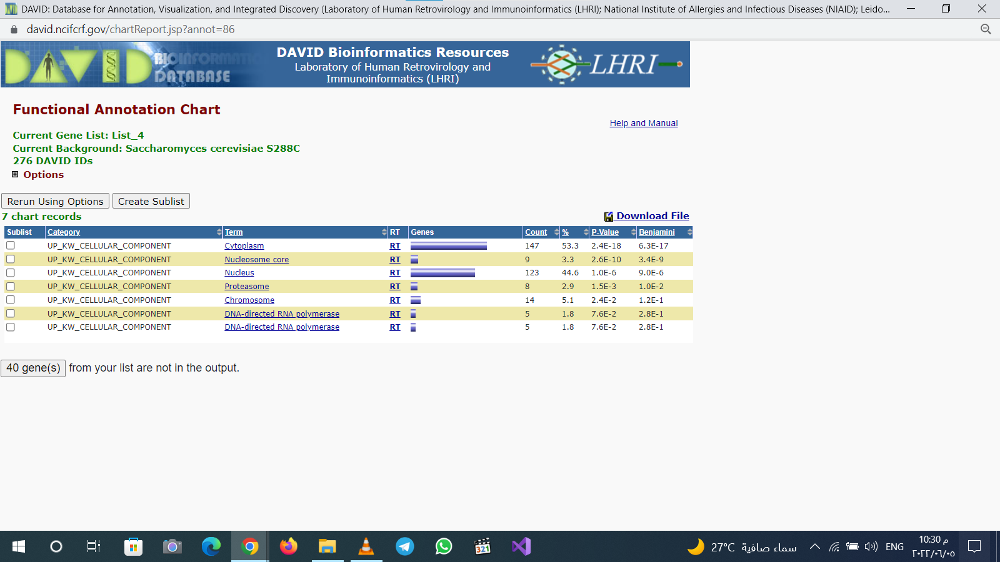 DAVID: Database for Annotation, Visualization, and Integrated Discovery (Laboratory of Human Retrovirology and Immunoinformatics (LHRI); National Institute of Allergies and Infectious Diseases (NIAID); Leido...
david.ncifcrf.gov/chartReport.jsp?annot=86
DAVID BIOINFORMATIC
DATABASE
DAVID Bioinformatics Resources
Laboratory of Human Retrovirology and
Immunoinformatics (LHRI)
LHRI
Functional Annotation Chart
Help and Manual
Current Gene List: List_4
Current Background: Saccharomyces cerevisiae S288C
276 DAVID IDs
Options
Rerun Using Options Create Sublist
7 chart records Download File
Sublist Category Term RT Genes Count % P-Value Benjamini
UP_KW_CELLULAR_COMPONENT Cytoplasm RT 147 53.3 2.4E-18 6.3E-17
UP_KW_CELLULAR_COMPONENT Nucleosome core RT 9 3.3 2.6E-10 3.4E-9
UP_KW_CELLULAR_COMPONENT Nucleus RT 123 44.6 1.0E-6 9.0E-6
UP_KW_CELLULAR_COMPONENT Proteasome RT 8 2.9 1.5E-3 1.0E-2
UP_KW_CELLULAR_COMPONENT Chromosome RT 14 5.1 2.4E-2 1.2E-1
UP_KW_CELLULAR_COMPONENT DNA-directed RNA polymerase RT 5 1.8 7.6E-2 2.8E-1
UP_KW_CELLULAR_COMPONENT DNA-directed RNA polymerase RT 5 1.8 7.6E-2 2.8E-1
40 gene(s) from your list are not in the output.
321
27°C سماء صافية
ENG
10:30 م
٢٠٢٢/٠٦/٠٥